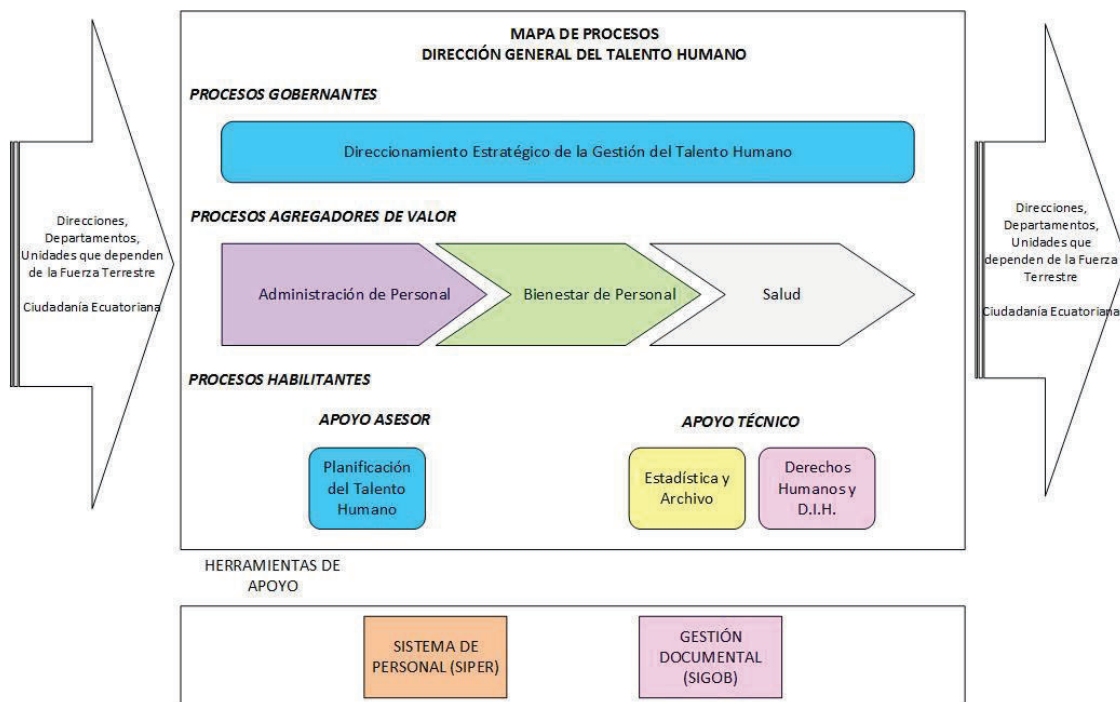 MAPA DE PROCESOS
DIRECCIÓN GENERAL DEL TALENTO HUMANO
PROCESOS GOBERNANTES
Direccionamiento Estratégico de la Gestión del Talento Humano
Direcciones,
Departamentos,
Unidades que dependen
de la Fuerza Terrestre
Ciudadanía Ecuatoriana
PROCESOS AGREGADORES DE VALOR
Administración de Personal
Bienestar de Personal
Salud
Direcciones,
Departamentos,
Unidades que
dependen de la Fuerza
Terrestre
Ciudadanía Ecuatoriana
PROCESOS HABILITANTES
APOYO ASESOR
Planificación
del Talento
Humano
APOYO TÉCNICO
Estadística y
Archivo
Derechos
Humanos y
D.I.H.
HERRAMIENTAS DE
APOYO
SISTEMA DE
PERSONAL (SIPER)
GESTIÓN
DOCUMENTAL
(SIGOB)